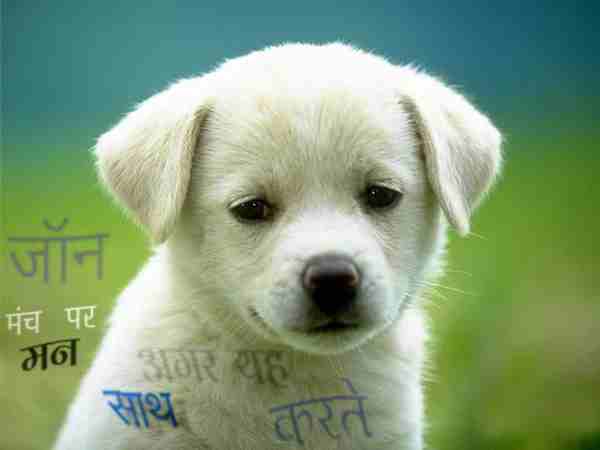 जॉन
मंच पर
मन
अगर यह
साथ
करते